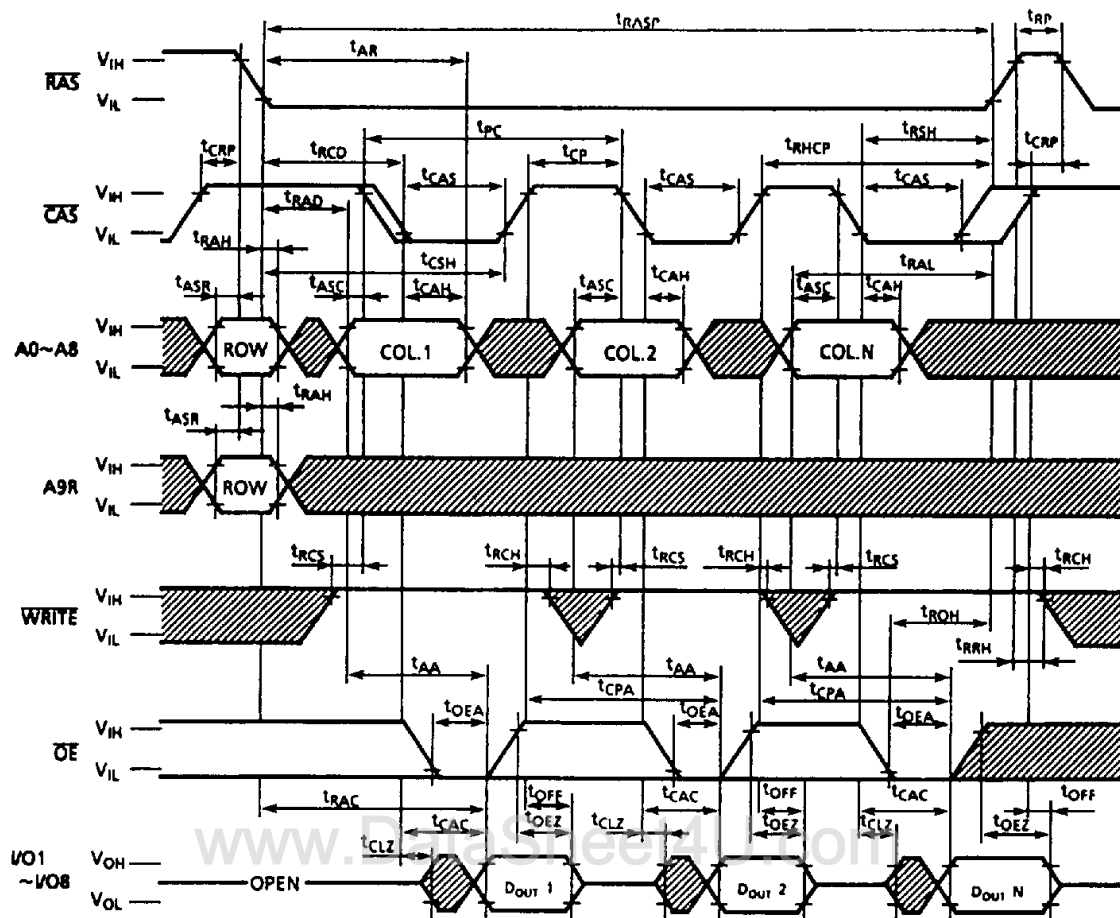 tRASP tRP
tAR
RAS VIH
VIL
tPC tRSH
tCRP tRCD tCP tRHCP tCRP
tCAS tCAS tCAS
CAS VIH
VIL
tRAD
tRAH
tCSH tRAL
tASR tASC tCAH tASC tCAH tASC tCAH
A0~A8 VIH
VIL
ROW COL.1 COL.2 COL.N
tRAH
tASR
A9R VIH
VIL
ROW
tRCS tRCH tRCS tRCH tRCS tRCH
WRITE VIH
VIL
tROH
tRRH
tAA tAA tAA
tCPA tCPA
tOEA tOEA tOEA
OE VIH
VIL
tRAC tOFF tCAC tOFF tCAC tOFF
tCAC tOEZ tCLZ tOEZ tCLZ tOEZ
www.DataSheet4U.com
tCLZ
I/O1 ~I/O8 VOH
VOL
OPEN DOUT 1 DOUT 2 DOUT N